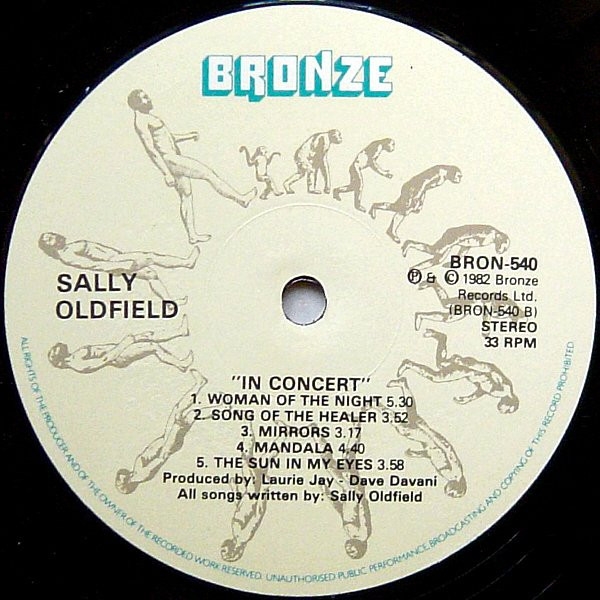 BRONZE
SALLY
OLDFIELD
BRON-540
℗ & © 1982 Bronze
Records Ltd.
(BRON-540 B)
STEREO
33 RPM
"IN CONCERT"
1. WOMAN OF THE NIGHT 5.30
2. SONG OF THE HEALER 3.52
3. MIRRORS 3.17
4. MANDALA 4.40
5. THE SUN IN MY EYES 3.58
Produced by: Laurie Jay - Dave Davani
All songs written by: Sally Oldfield
ALL RIGHTS OF THE PRODUCER AND OF THE OWNER OF THE RECORDED WORK RESERVED. UNAUTHORISED PUBLIC PERFORMANCE, BROADCASTING AND COPYING OF THIS RECORD PROHIBITED